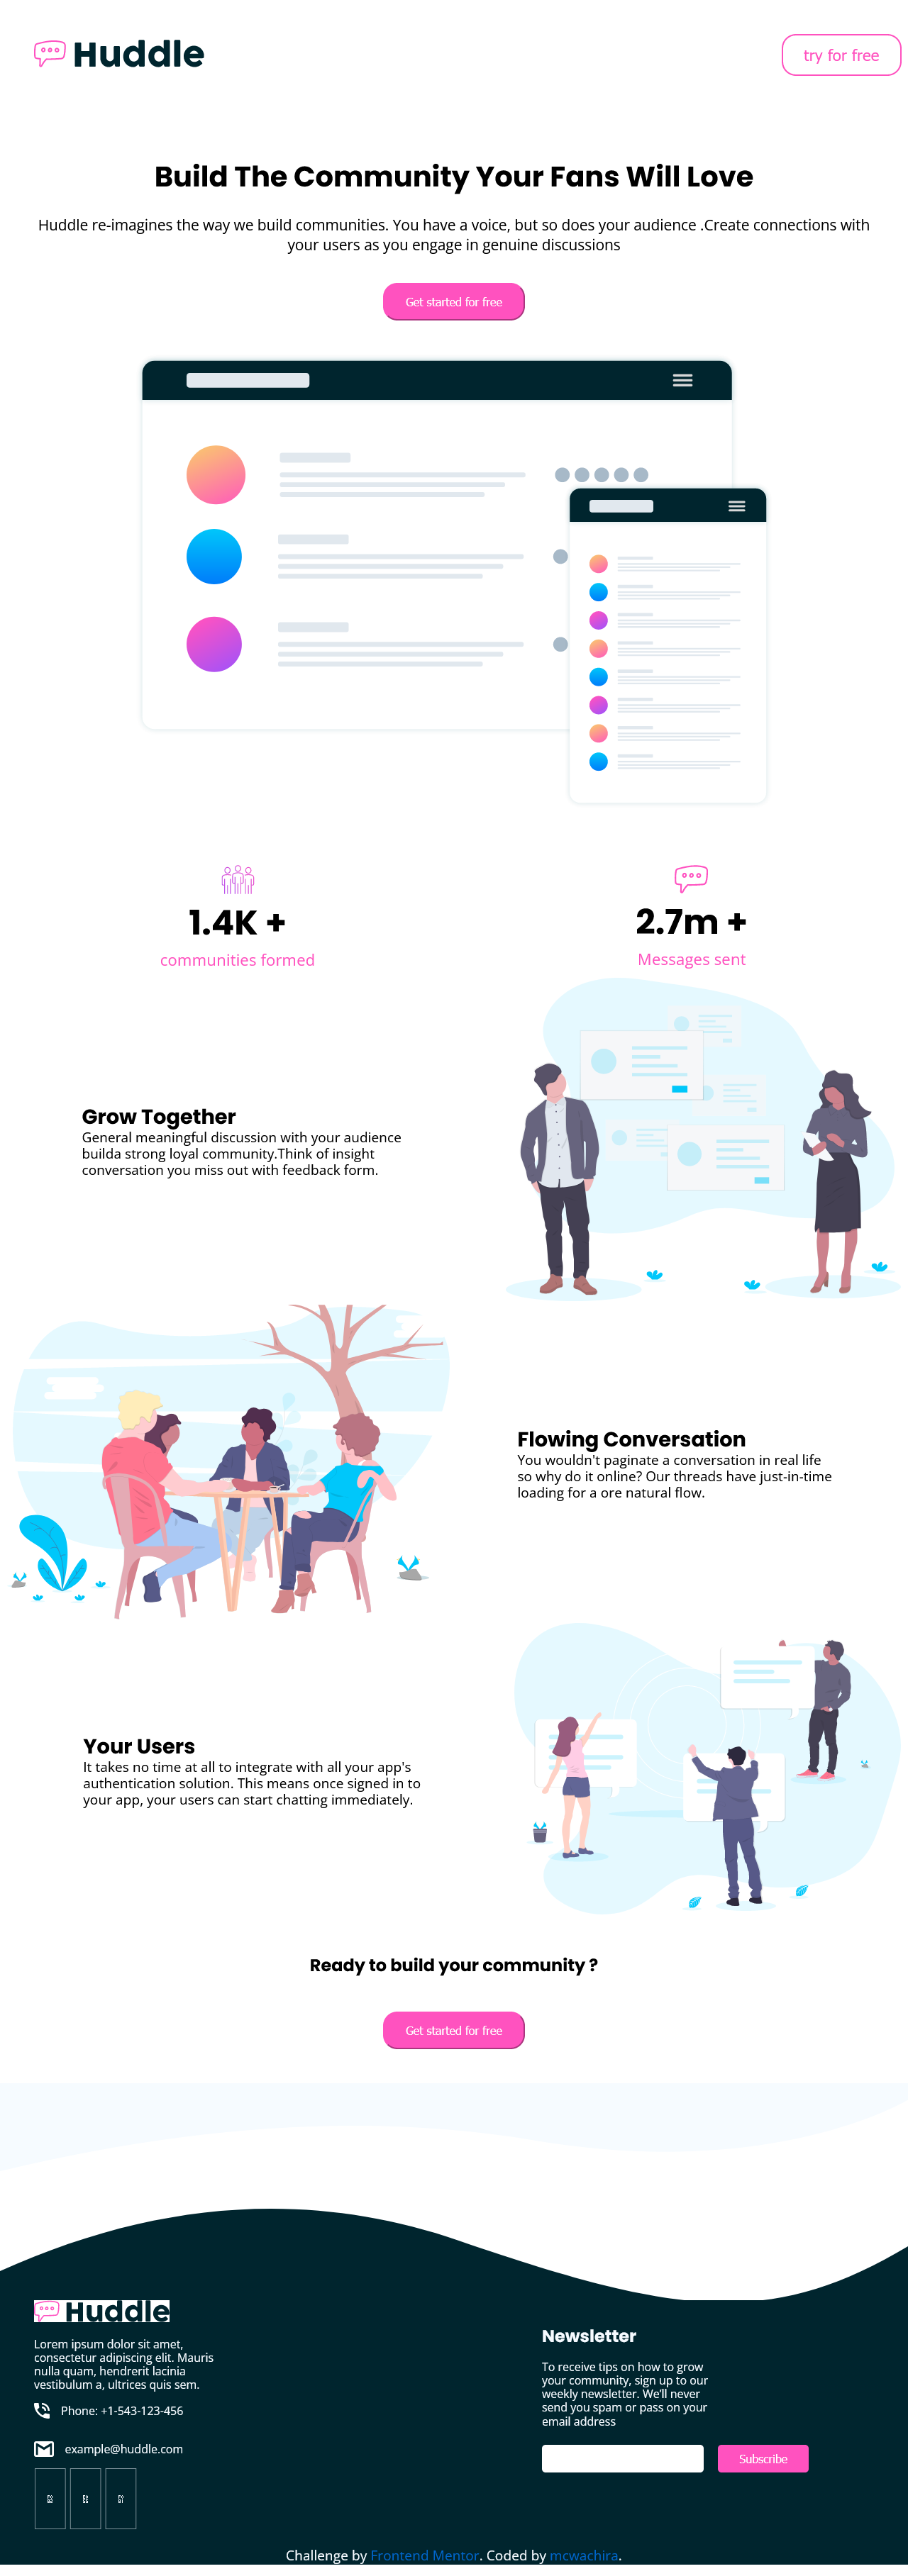 Huddle
try for free
Build The Community Your Fans Will Love
Huddle re-imagines the way we build communities. You have a voice, but so does your audience .Create connections with
your users as you engage in genuine discussions
Get started for free
1.4K +
communities formed
2.7m +
Messages sent
Grow Together
General meaningful discussion with your audience
builda strong loyal community.Think of insight
conversation you miss out with feedback form.
Flowing Conversation
You wouldn't paginate a conversation in real life
so why do it online? Our threads have just-in-time
loading for a ore natural flow.
Your Users
It takes no time at all to integrate with all your app's
authentication solution. This means once signed in to
your app, your users can start chatting immediately.
Ready to build your community ?
Get started for free
Huddle
Lorem ipsum dolor sit amet,
consectetur adipiscing elit. Mauris
nulla quam, hendrerit lacinia
vestibulum a, ultrices quis sem.
Phone: +1-543-123-456
example@huddle.com
Newsletter
To receive tips on how to grow
your community, sign up to our
weekly newsletter. We'll never
send you spam or pass on your
email address
Subscribe
Challenge by Frontend Mentor. Coded by mcwachira.